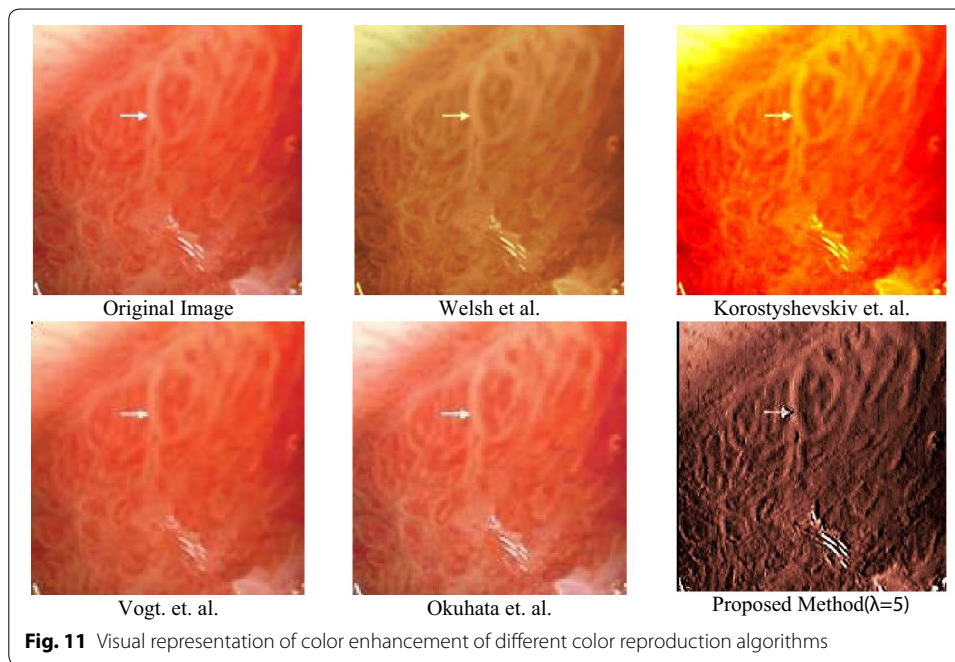 Original Image
Welsh et al.
Korostyshevskiv et. al.
Vogt. et. al.
Okuhata et. al.
Proposed Method(λ=5)
Fig. 11 Visual representation of color enhancement of different color reproduction algorithms